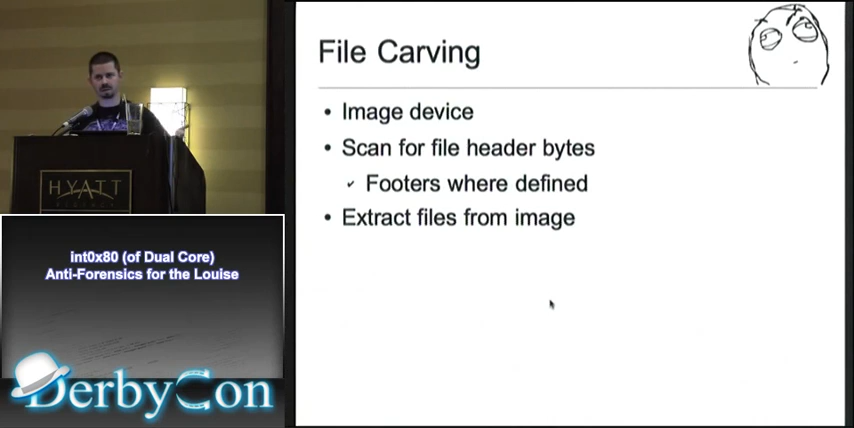 File Carving
• Image device
• Scan for file header bytes
✓ Footers where defined
• Extract files from image
HYATT
int0x80 (of Dual Core)
Anti-Forensics for the Louise
DerbyCon